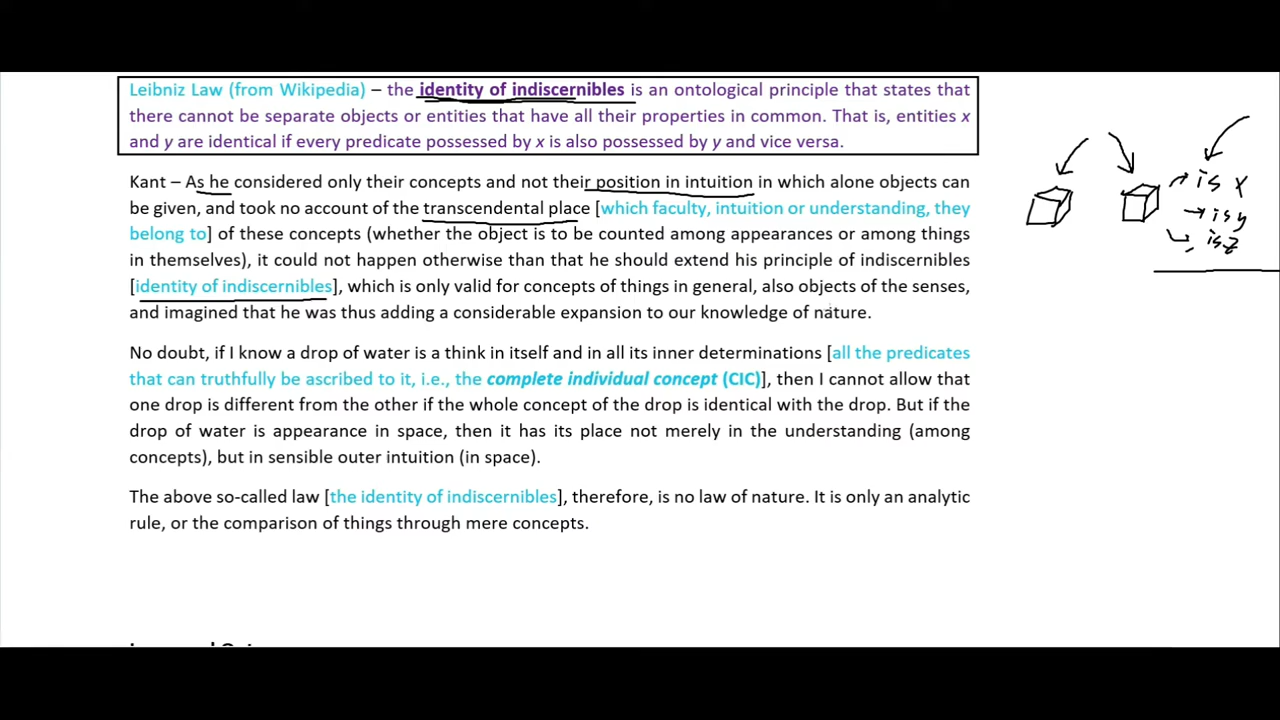 Leibniz Law (from Wikipedia) – the identity of indiscernibles is an ontological principle that states that
there cannot be separate objects or entities that have all their properties in common. That is, entities x
and y are identical if every predicate possessed by x is also possessed by y and vice versa.
Kant – As he considered only their concepts and not their position in intuition in which alone objects can
be given, and took no account of the transcendental place [which faculty, intuition or understanding, they
belong to] of these concepts (whether the object is to be counted among appearances or among things
in themselves), it could not happen otherwise than that he should extend his principle of indiscernibles
[identity of indiscernibles], which is only valid for concepts of things in general, also objects of the senses,
and imagined that he was thus adding a considerable expansion to our knowledge of nature.
No doubt, if I know a drop of water is a think in itself and in all its inner determinations [all the predicates
that can truthfully be ascribed to it, i.e., the complete individual concept (CIC)], then I cannot allow that
one drop is different from the other if the whole concept of the drop is identical with the drop. But if the
drop of water is appearance in space, then it has its place not merely in the understanding (among
concepts), but in sensible outer intuition (in space).
The above so-called law [the identity of indiscernibles], therefore, is no law of nature. It is only an analytic
rule, or the comparison of things through mere concepts.
is x
is y
is z